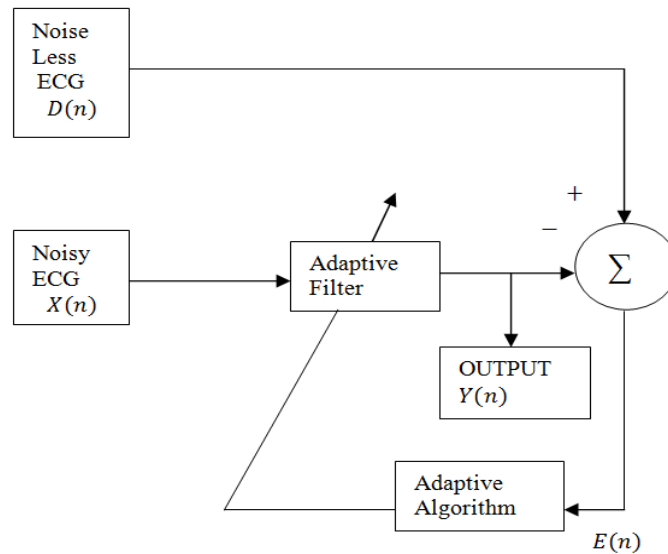 Noise
Less
ECG
D(n)
+
−
Noisy
ECG
X(n)
Adaptive
Filter
Σ
OUTPUT
Y(n)
Adaptive
Algorithm
E(n)